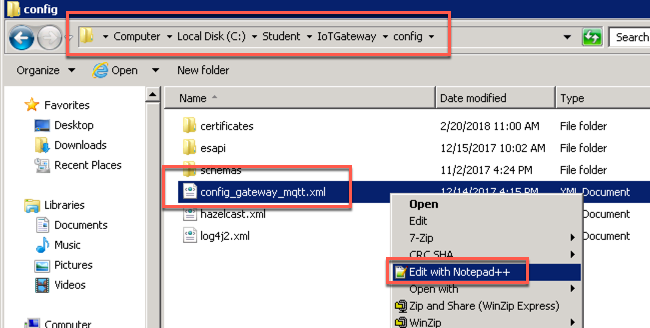 config
Computer Local Disk (C:) Student IoTGateway config
Search
Organize Open New folder
Name Date modified Type
Favorites
Desktop
Downloads
Recent Places
Libraries
Documents
Music
Pictures
Videos
Computer
certificates 2/20/2018 11:00 AM File folder
esapi 12/15/2017 10:02 AM File folder
schemas 11/2/2017 4:24 PM File folder
config_gateway_mqtt.xml 12/14/2017 4:15 PM XML Document
hazelcast.xml Document
log4j2.xml Document
Open
Edit
7-Zip
CRC SHA
Edit with Notepad++
Open with
Zip and Share (WinZip Express)
WinZip